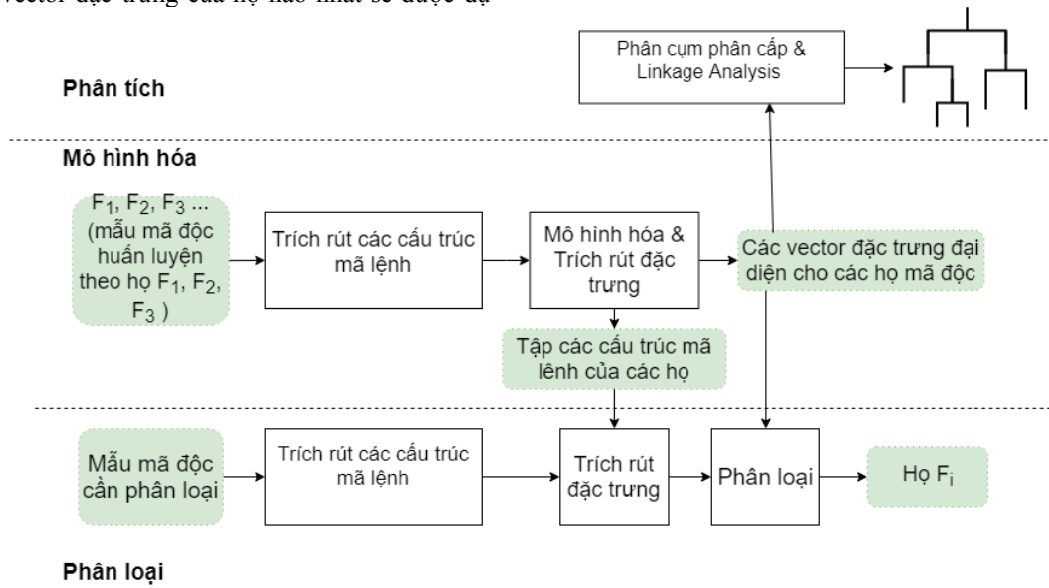 vector đặc trưng của họ nào nhất sẽ được dự
Phân cụm phân cấp &
Linkage Analysis
Phân tích
Mô hình hóa
F1, F2, F3 ...
(mẫu mã độc
huấn luyện
theo họ F1, F2,
F3 )
Trích rút các cấu trúc
mã lệnh
Mô hình hóa &
Trích rút đặc
trưng
Các vector đặc trưng đại
diện cho các họ mã độc
Tập các cấu trúc mã
lênh của các họ
Mẫu mã độc
cần phân loại
Trích rút các cấu trúc
mã lệnh
Trích rút
đặc trưng
Phân loại
Họ Fi
Phân loại